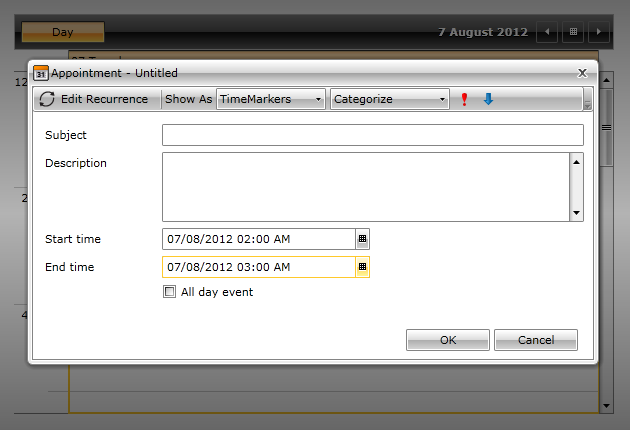 Day
7 August 2012
12
31
Appointment - Untitled
Edit Recurrence
Show As
TimeMarkers
Categorize
Subject
Description
2
Start time
07/08/2012 02:00 AM
End time
07/08/2012 03:00 AM
All day event
4
OK
Cancel